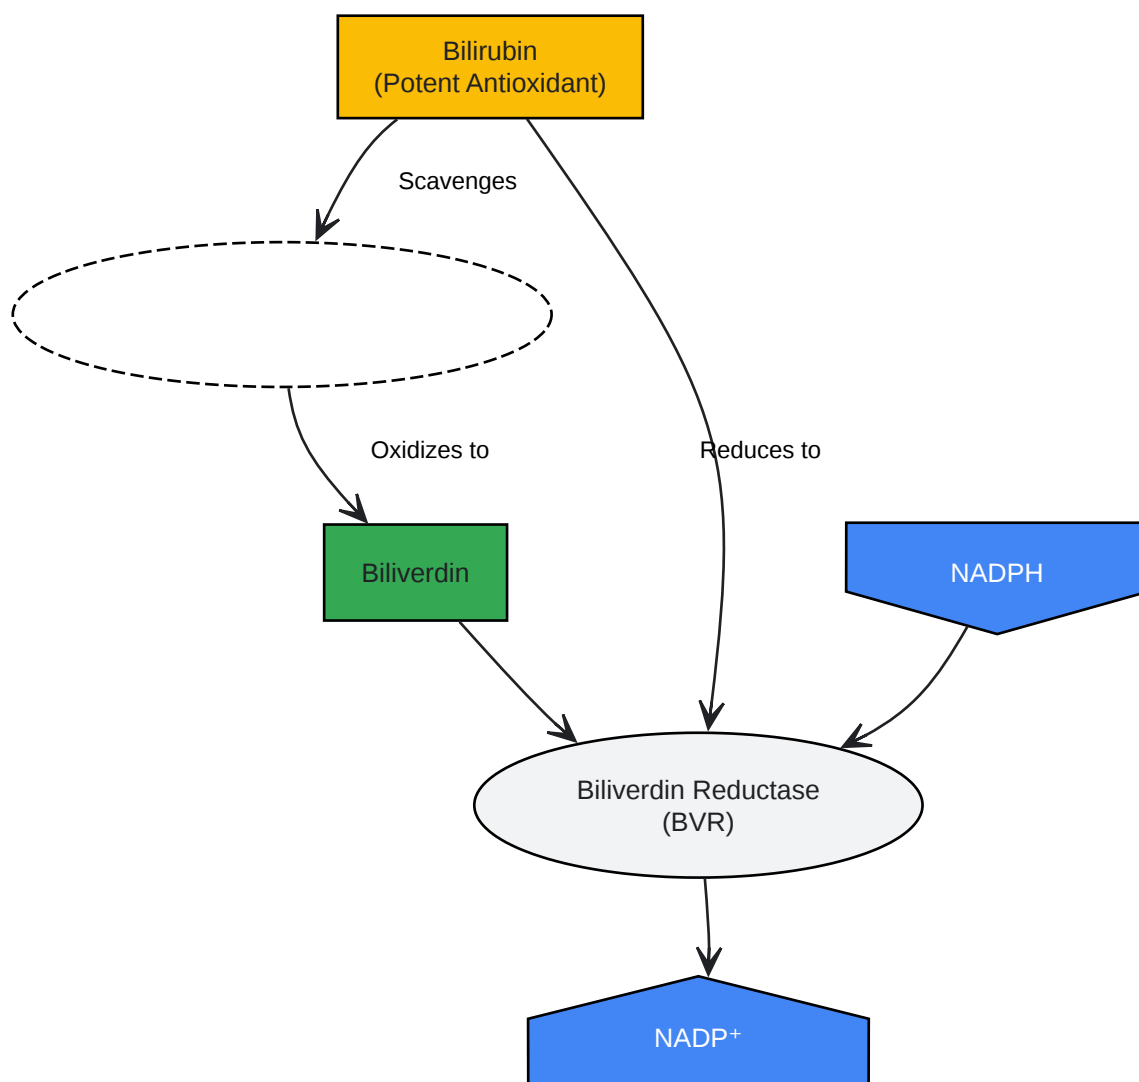 Bilirubin
(Potent Antioxidant)
Scavenges
Oxidizes to
Reduces to
Biliverdin
NADPH
Biliverdin Reductase
(BVR)
NADP⁺